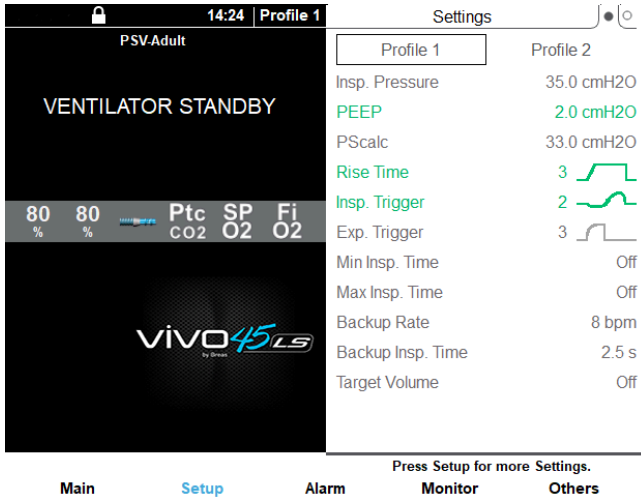 14:24 Profile 1
PSV-Adult
VENTILATOR STANDBY
80 % 80 % Ptc CO2 SP O2 Fi O2
vivo 45 LS
by Breas
Settings
Profile 1 Profile 2
Insp. Pressure 35.0 cmH2O
PEEP 2.0 cmH2O
PScalc 33.0 cmH2O
Rise Time 3
Insp. Trigger 2
Exp. Trigger 3
Min Insp. Time Off
Max Insp. Time Off
Backup Rate 8 bpm
Backup Insp. Time 2.5 s
Target Volume Off
Press Setup for more Settings.
Main Setup Alarm Monitor Others